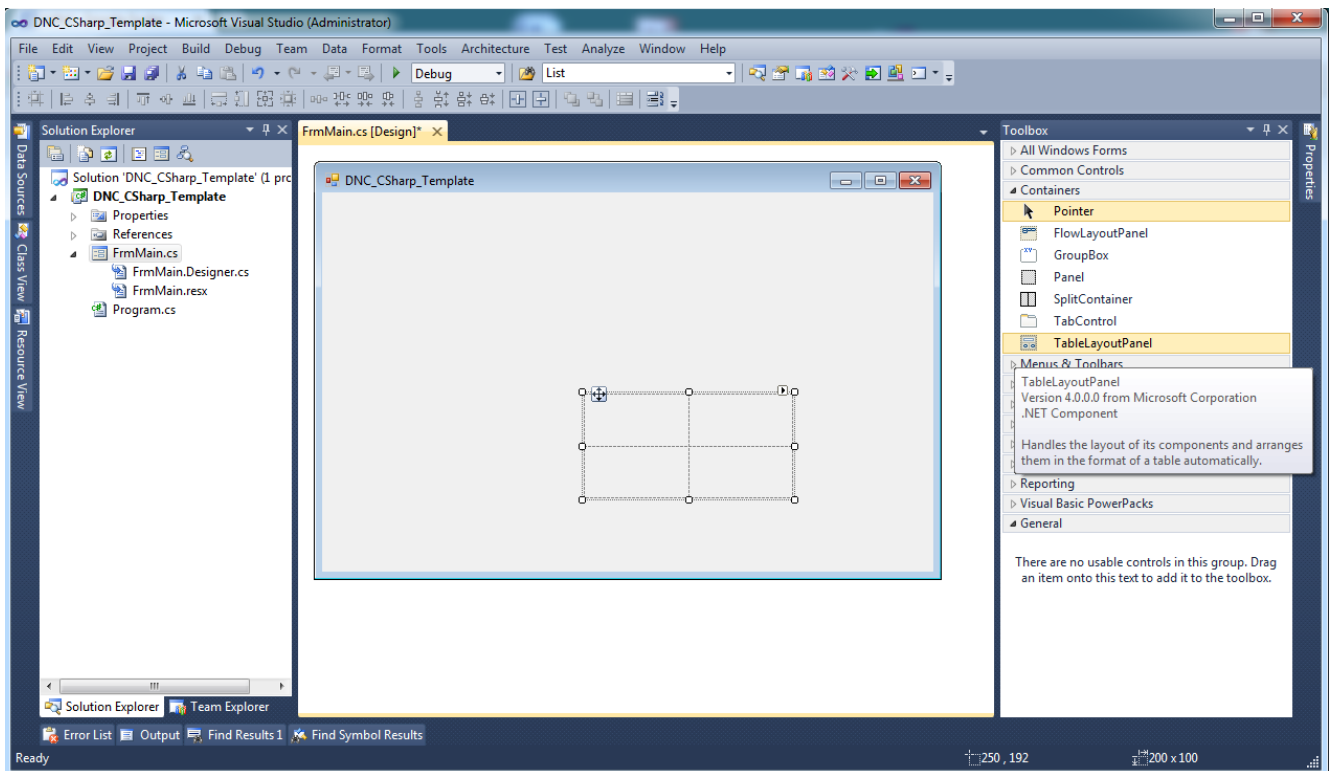 DNC_CSharp_Template - Microsoft Visual Studio (Administrator)
File Edit View Project Build Debug Team Data Format Tools Architecture Test Analyze Window Help
Debug List
Data Sources
Class View
Resource View
Solution Explorer
Solution 'DNC_CSharp_Template' (1 proc
DNC_CSharp_Template
Properties
References
FrmMain.cs
FrmMain.Designer.cs
FrmMain.resx
Program.cs
Solution Explorer Team Explorer
FrmMain.cs [Design]*
DNC_CSharp_Template
Toolbox
All Windows Forms
Common Controls
Containers
Pointer
FlowLayoutPanel
GroupBox
Panel
SplitContainer
TabControl
TableLayoutPanel
Menus & Toolbars
TableLayoutPanel
Version 4.0.0.0 from Microsoft Corporation
.NET Component
Handles the layout of its components and arranges
them in the format of a table automatically.
Reporting
Visual Basic PowerPacks
General
There are no usable controls in this group. Drag
an item onto this text to add it to the toolbox.
Properties
Error List Output Find Results 1 Find Symbol Results
Ready 250 , 192 200 x 100